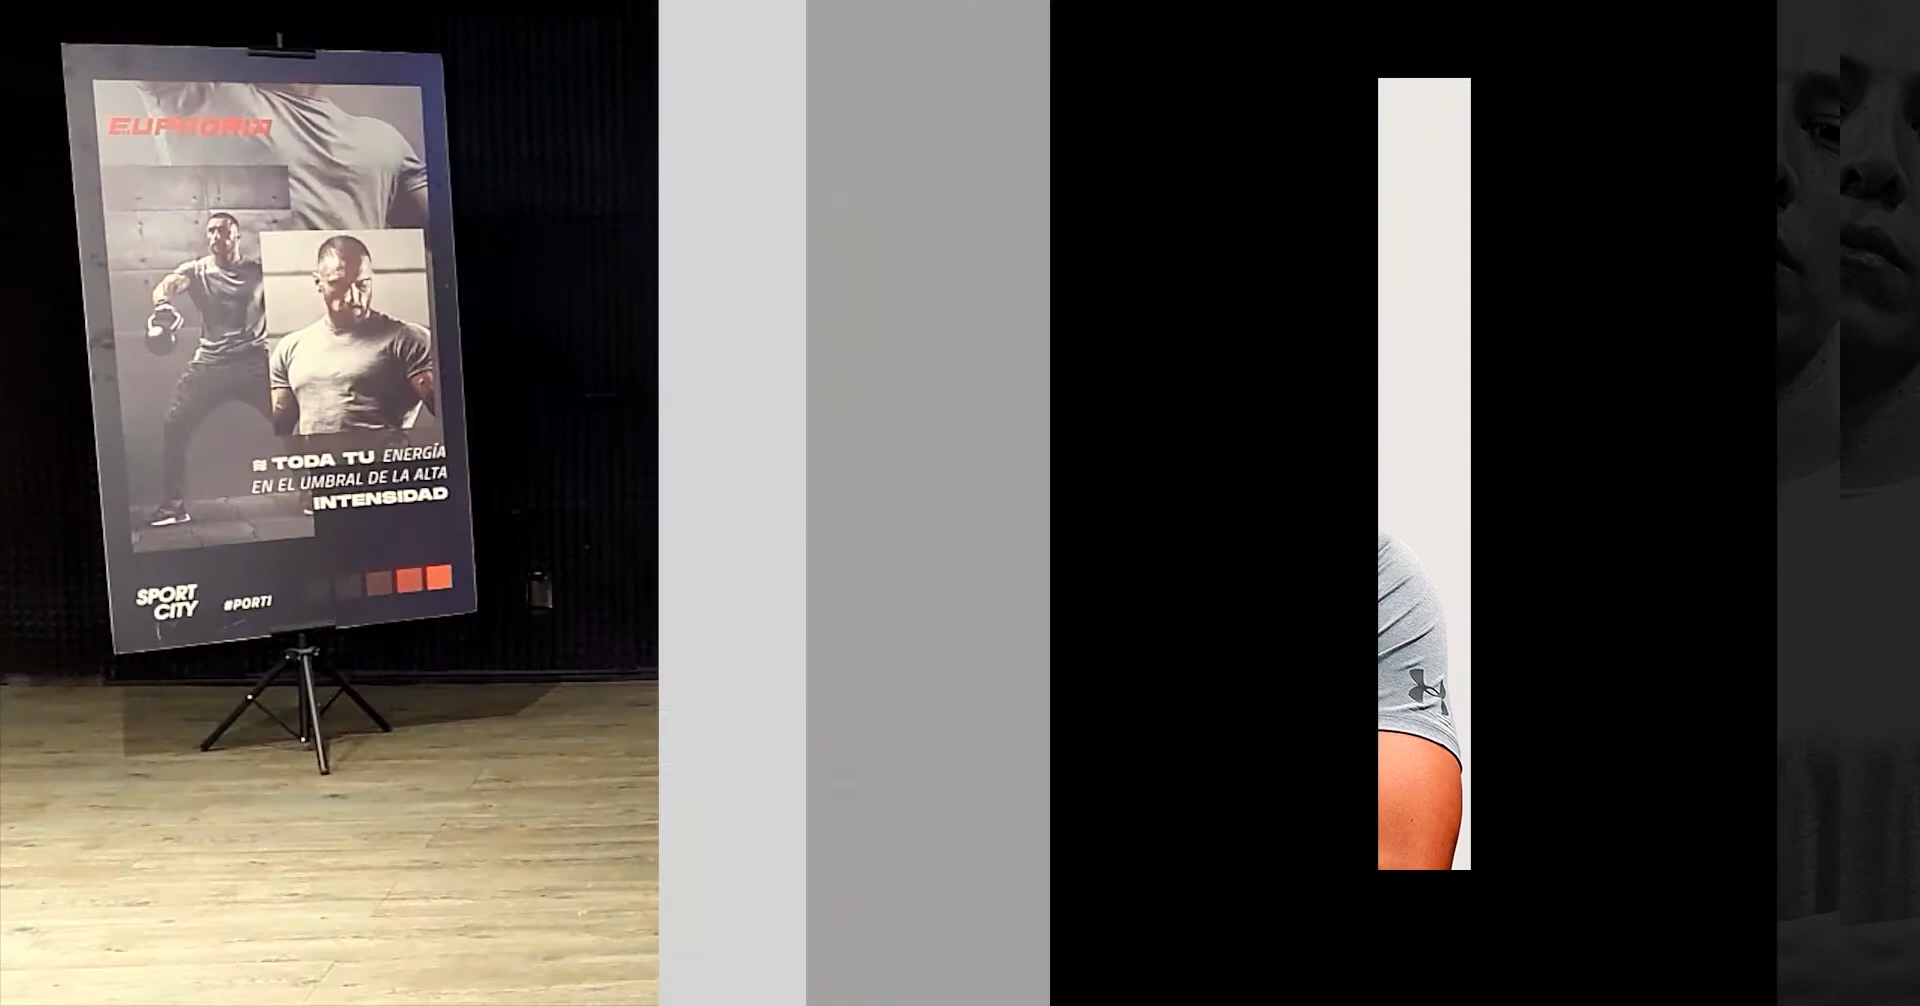 EUPHORIA
≋ TODA TU ENERGÍA
EN EL UMBRAL DE LA ALTA
INTENSIDAD
SPORT
CITY
#PORTI